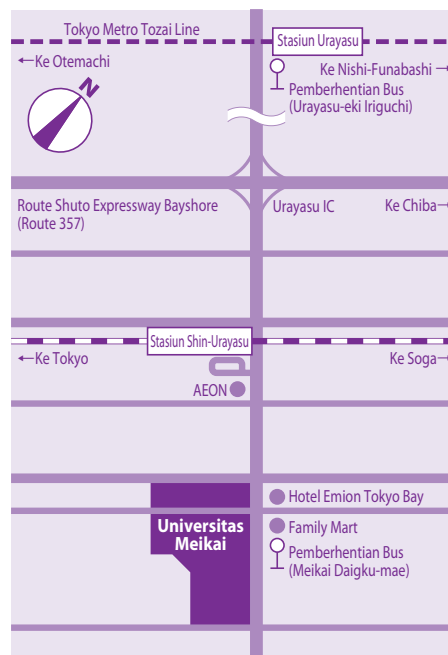 Tokyo Metro Tozai Line
Stasiun Urayasu
←Ke Otemachi
Ke Nishi-Funabashi→
N
Pemberhentian Bus
(Urayasu-eki Iriguchi)
Route Shuto Expressway Bayshore
(Route 357)
Urayasu IC
Ke Chiba→
Stasiun Shin-Urayasu
←Ke Tokyo
Ke Soga→
AEON
Hotel Emion Tokyo Bay
Universitas
Meikai
Family Mart
Pemberhentian Bus
(Meikai Daigku-mae)